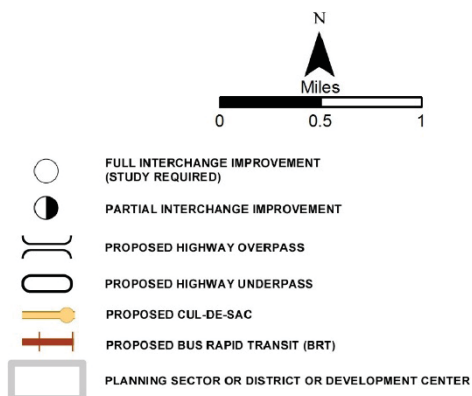 N
Miles
0 0.5 1
FULL INTERCHANGE IMPROVEMENT
(STUDY REQUIRED)
PARTIAL INTERCHANGE IMPROVEMENT
PROPOSED HIGHWAY OVERPASS
PROPOSED HIGHWAY UNDERPASS
PROPOSED CUL-DE-SAC
PROPOSED BUS RAPID TRANSIT (BRT)
PLANNING SECTOR OR DISTRICT OR DEVELOPMENT CENTER